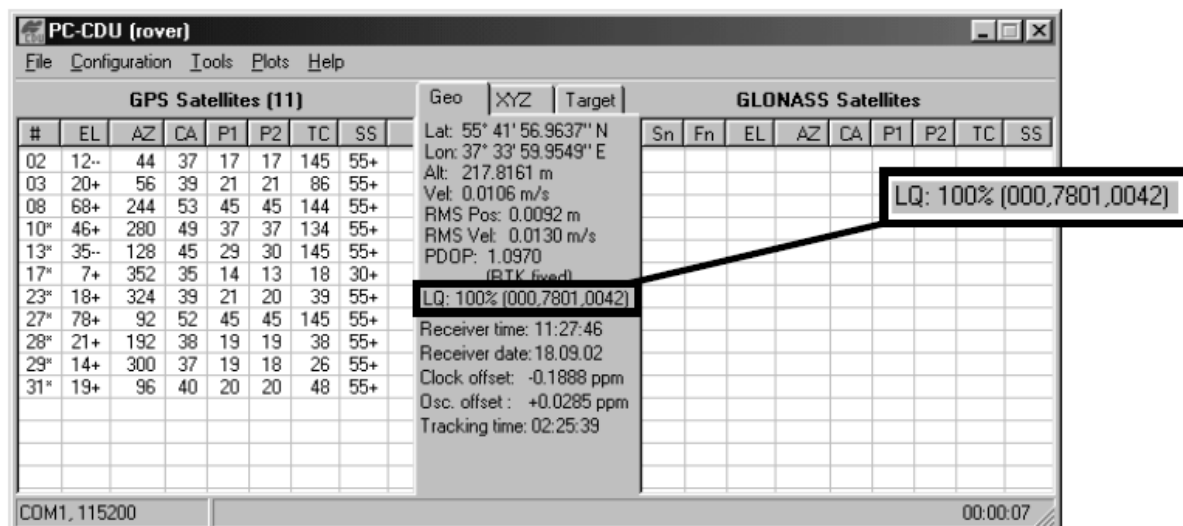 PC-CDU (rover)
File Configuration Tools Plots Help
GPS Satellites (11)
# EL AZ CA P1 P2 TC SS
02 12-- 44 37 17 17 145 55+
03 20+ 56 39 21 21 86 55+
08 68+ 244 53 45 45 144 55+
10* 46+ 280 49 37 37 134 55+
13* 35-- 128 45 29 30 145 55+
17* 7+ 352 35 14 13 18 30+
23* 18+ 324 39 21 20 39 55+
27* 78+ 92 52 45 45 145 55+
28* 21+ 192 38 19 19 38 55+
29* 14+ 300 37 19 18 26 55+
31* 19+ 96 40 20 20 48 55+
Geo XYZ Target
Lat: 55° 41' 56.9637'' N
Lon: 37° 33' 59.9549'' E
Alt: 217.8161 m
Vel: 0.0106 m/s
RMS Pos: 0.0092 m
RMS Vel: 0.0130 m/s
PDOP: 1.0970
(RTK fixed)
LQ: 100% (000,7801,0042)
Receiver time: 11:27:46
Receiver date: 18.09.02
Clock offset: -0.1888 ppm
Osc. offset : +0.0285 ppm
Tracking time: 02:25:39
GLONASS Satellites
Sn Fn EL AZ CA P1 P2 TC SS
LQ: 100% (000,7801,0042)
COM1, 115200
00:00:07